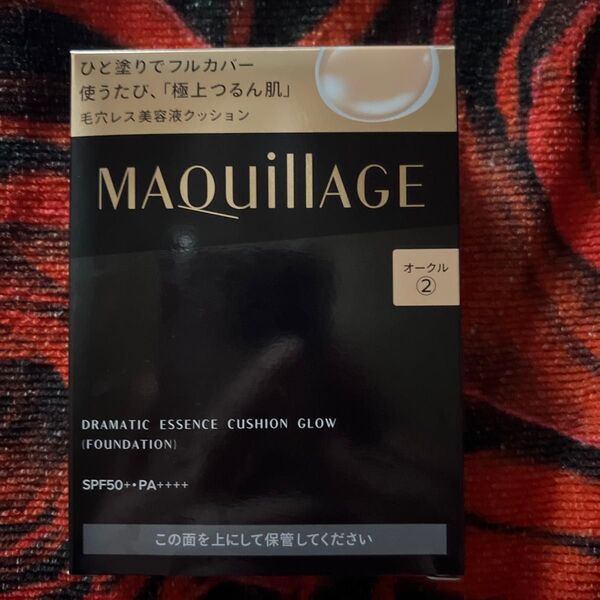 ひと塗りでフルカバー
使うたび、「極上つるん肌」
毛穴レス美容液クッション
MAQuillAGE
オークル
②
DRAMATIC ESSENCE CUSHION GLOW
(FOUNDATION)
SPF50+・PA++++
この面を上にして保管してください